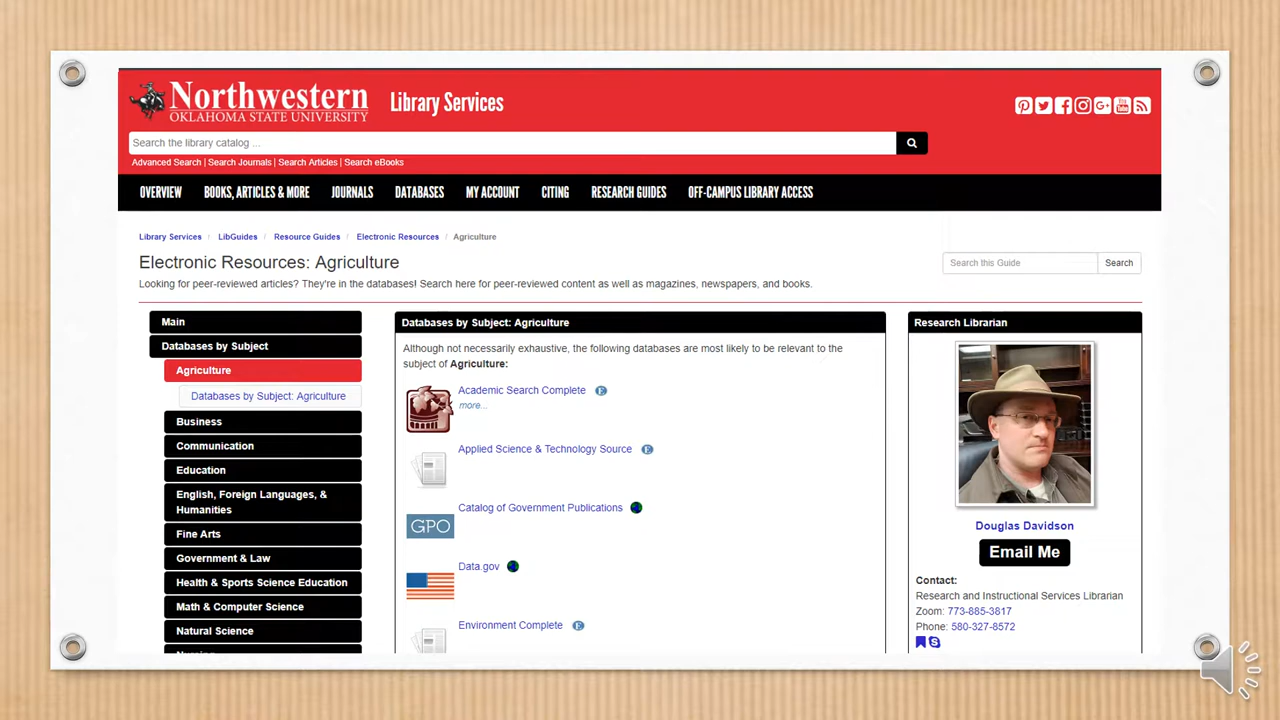 Northwestern
OKLAHOMA STATE UNIVERSITY
Library Services
Search the library catalog ...
Advanced Search | Search Journals | Search Articles | Search eBooks
OVERVIEW BOOKS, ARTICLES & MORE JOURNALS DATABASES MY ACCOUNT CITING RESEARCH GUIDES OFF-CAMPUS LIBRARY ACCESS
Library Services / LibGuides / Resource Guides / Electronic Resources / Agriculture
Electronic Resources: Agriculture
Search this Guide Search
Looking for peer-reviewed articles? They're in the databases! Search here for peer-reviewed content as well as magazines, newspapers, and books.
Main
Databases by Subject
Agriculture
Databases by Subject: Agriculture
Business
Communication
Education
English, Foreign Languages, &
Humanities
Fine Arts
Government & Law
Health & Sports Science Education
Math & Computer Science
Natural Science
Databases by Subject: Agriculture
Although not necessarily exhaustive, the following databases are most likely to be relevant to the
subject of Agriculture:
Academic Search Complete E
more...
Applied Science & Technology Source E
Catalog of Government Publications
GPO
Data.gov
Environment Complete E
Research Librarian
Douglas Davidson
Email Me
Contact:
Research and Instructional Services Librarian
Zoom: 773-885-3817
Phone: 580-327-8572